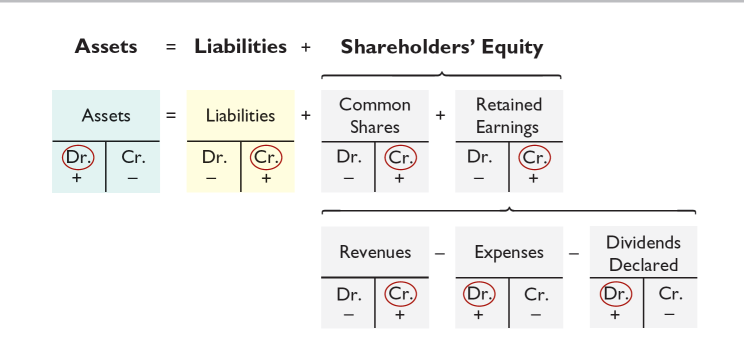 Assets = Liabilities + Shareholders' Equity
Assets = Liabilities + Common Shares + Retained Earnings
Dr. Cr. Dr. Cr. Dr. Cr. Dr. Cr.
+ – – + – + – +
Revenues – Expenses – Dividends Declared
Dr. Cr. Dr. Cr. Dr. Cr.
– + + – + –